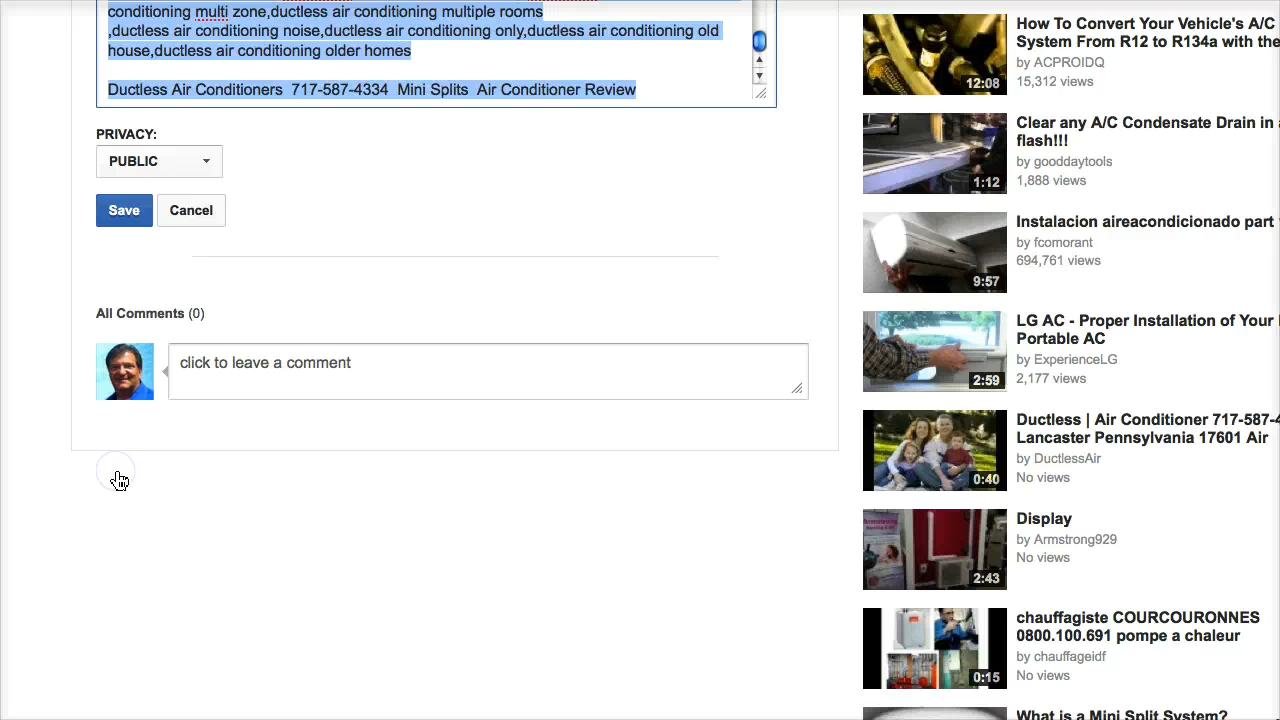 conditioning multi zone,ductless air conditioning multiple rooms
,ductless air conditioning noise,ductless air conditioning only,ductless air conditioning old
house,ductless air conditioning older homes
Ductless Air Conditioners 717-587-4334 Mini Splits Air Conditioner Review
PRIVACY:
PUBLIC
Save Cancel
All Comments (0)
click to leave a comment
12:08
How To Convert Your Vehicle's A/C
System From R12 to R134a with the
by ACPROIDQ
15,312 views
1:12
Clear any A/C Condensate Drain in a
flash!!!
by gooddaytools
1,888 views
9:57
Instalacion aireacondicionado part
by fcomorant
694,761 views
2:59
LG AC - Proper Installation of Your
Portable AC
by ExperienceLG
2,177 views
0:40
Ductless | Air Conditioner 717-587-4
Lancaster Pennsylvania 17601 Air
by DuctlessAir
No views
2:43
Display
by Armstrong929
No views
0:15
chauffagiste COURCOURONNES
0800.100.691 pompe a chaleur
by chauffageidf
No views
What is a Mini Split System?